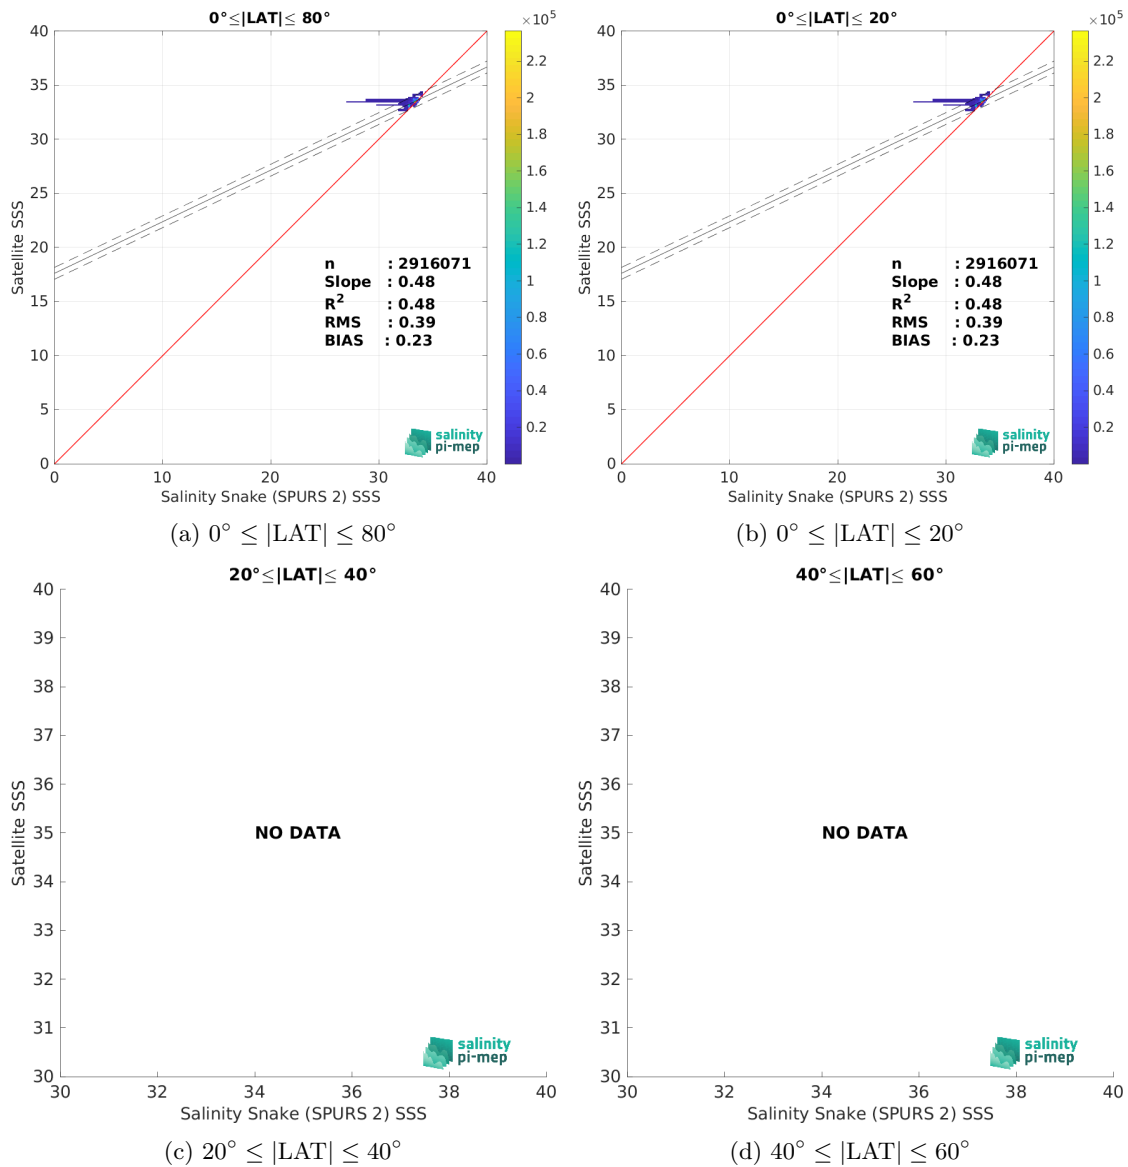 0°≤|LAT|≤ 80°
×10⁵
40
35
30
25
20
15
10
5
0
Satellite SSS
n : 2916071
Slope : 0.48
R² : 0.48
RMS : 0.39
BIAS : 0.23
salinity
pi-mep
0 10 20 30 40
Salinity Snake (SPURS 2) SSS
2.2
2
1.8
1.6
1.4
1.2
1
0.8
0.6
0.4
0.2
(a) 0° ≤ |LAT| ≤ 80°
0°≤|LAT|≤ 20°
×10⁵
40
35
30
25
20
15
10
5
0
Satellite SSS
n : 2916071
Slope : 0.48
R² : 0.48
RMS : 0.39
BIAS : 0.23
salinity
pi-mep
0 10 20 30 40
Salinity Snake (SPURS 2) SSS
2.2
2
1.8
1.6
1.4
1.2
1
0.8
0.6
0.4
0.2
(b) 0° ≤ |LAT| ≤ 20°
20°≤|LAT|≤ 40°
40
39
38
37
36
35
34
33
32
31
30
Satellite SSS
NO DATA
salinity
pi-mep
30 32 34 36 38 40
Salinity Snake (SPURS 2) SSS
(c) 20° ≤ |LAT| ≤ 40°
40°≤|LAT|≤ 60°
40
39
38
37
36
35
34
33
32
31
30
Satellite SSS
NO DATA
salinity
pi-mep
30 32 34 36 38 40
Salinity Snake (SPURS 2) SSS
(d) 40° ≤ |LAT| ≤ 60°